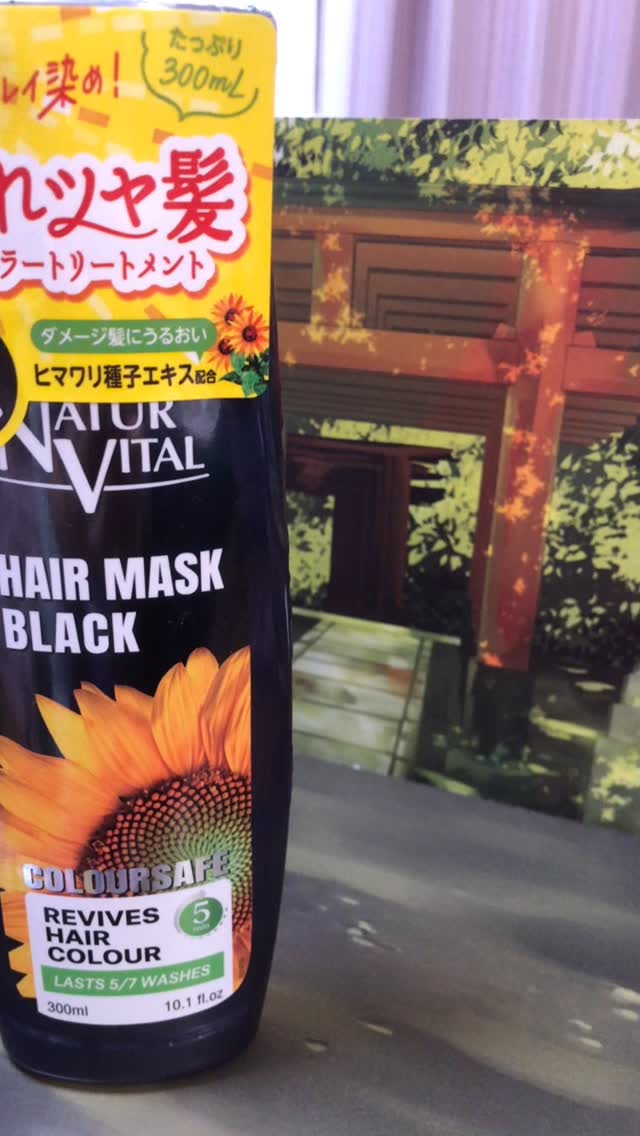 レイ染め！
たっぷり
300mL
れツヤ髪
ラートリートメント
ダメージ髪にうるおい
ヒマワリ種子エキス配合
NATUR
VITAL
HAIR MASK
BLACK
COLOURSAFE
REVIVES
HAIR
COLOUR
5
min
LASTS 5/7 WASHES
300ml 10.1 fl.oz